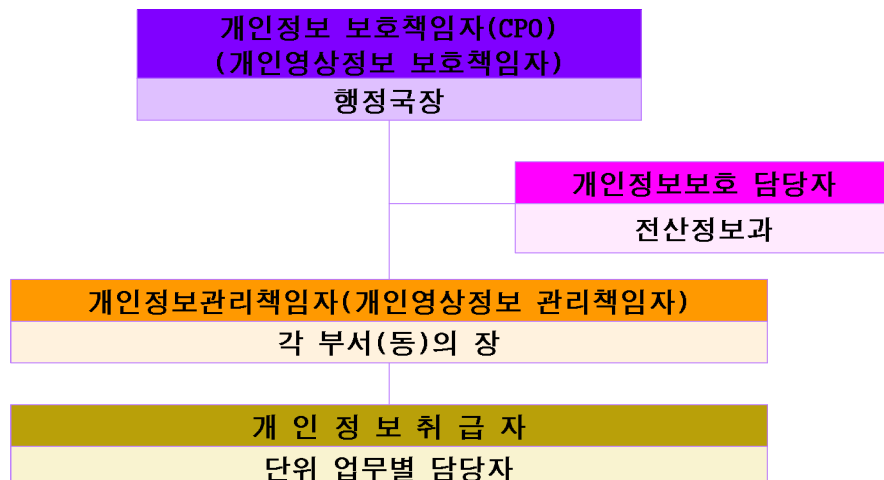 개인정보 보호책임자(CPO)
(개인영상정보 보호책임자)
행정국장
개인정보보호 담당자
전산정보과
개인정보관리책임자(개인영상정보 관리책임자)
각 부서(동)의 장
개 인 정 보 취 급 자
단위 업무별 담당자